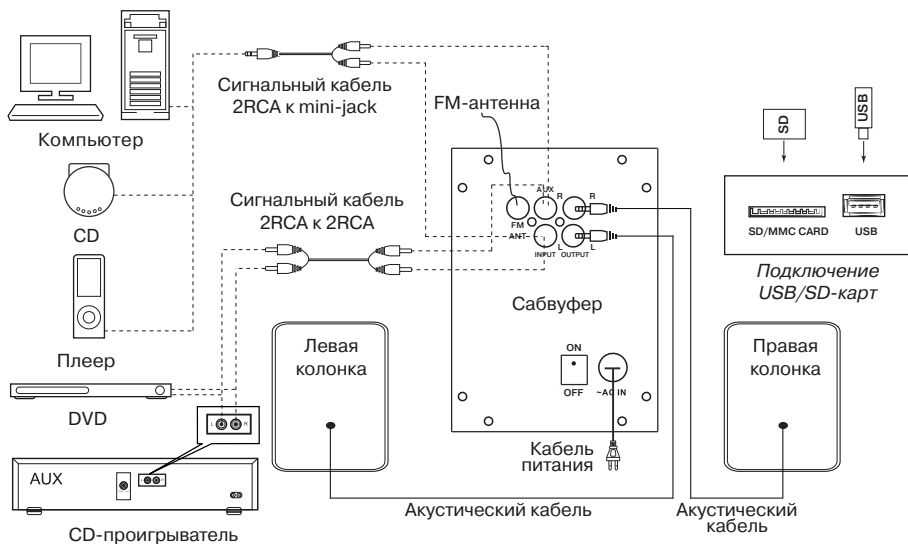 Компьютер
CD
Плеер
DVD
AUX
L
R
CD-проигрыватель
Сигнальный кабель
2RCA к mini-jack
Сигнальный кабель
2RCA к 2RCA
FM-антенна
AUX
R
R
FM
ANT
L
L
INPUT
OUTPUT
Сабвуфер
ON
OFF
~AC IN
Кабель
питания
Левая
колонка
Правая
колонка
Акустический кабель
Акустический
кабель
SD
USB
SD/MMC CARD
USB
Подключение
USB/SD-карт